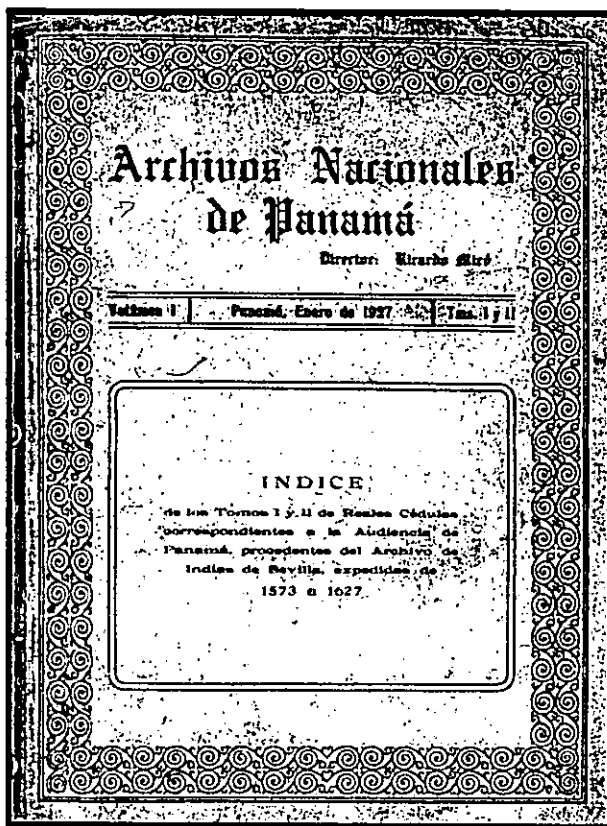 Archivos Nacionales
de Panamá
Director: Ricardo Miró
Volúmen I Panamá, Enero de 1927 Tms. I y II
INDICE
de los Tomos I y II de Reales Cédulas
correspondientes a la Audiencia de
Panamá, procedentes del Archivo de
Indias de Sevilla, expedidas de
1573 a 1627